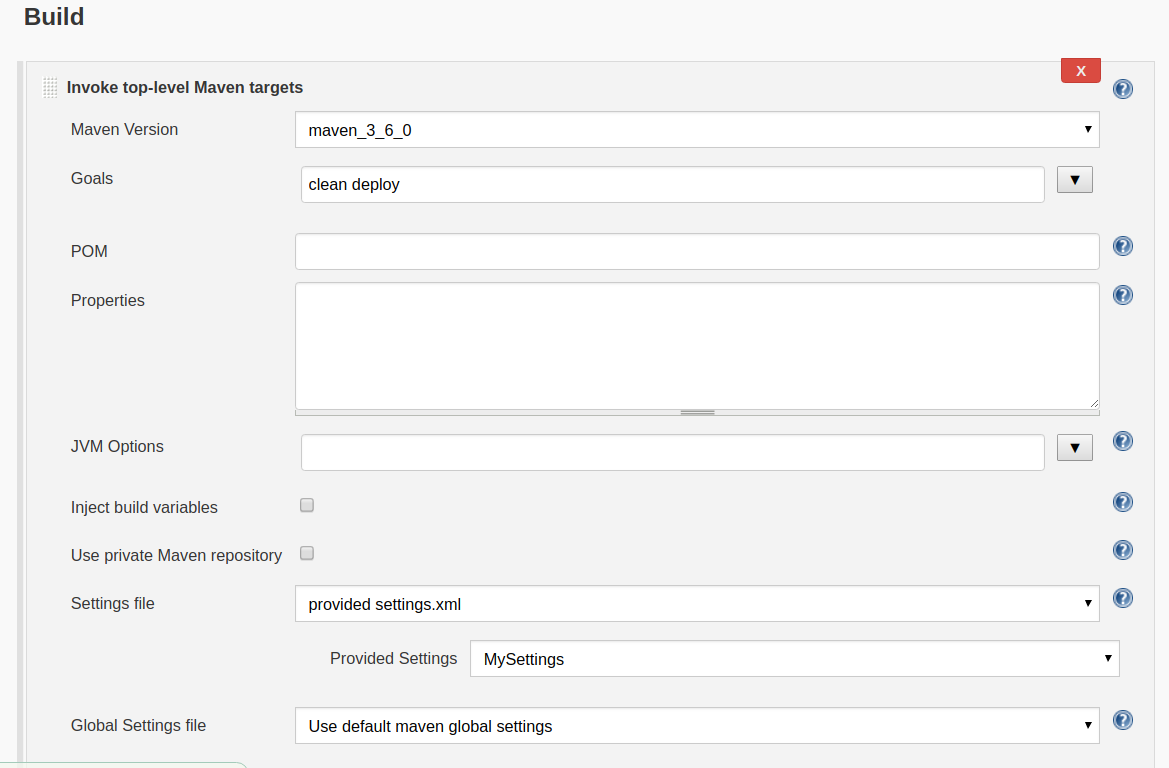 Build
Invoke top-level Maven targets
X
Maven Version
maven_3_6_0
Goals
clean deploy
POM
Properties
JVM Options
Inject build variables
Use private Maven repository
Settings file
provided settings.xml
Provided Settings
MySettings
Global Settings file
Use default maven global settings